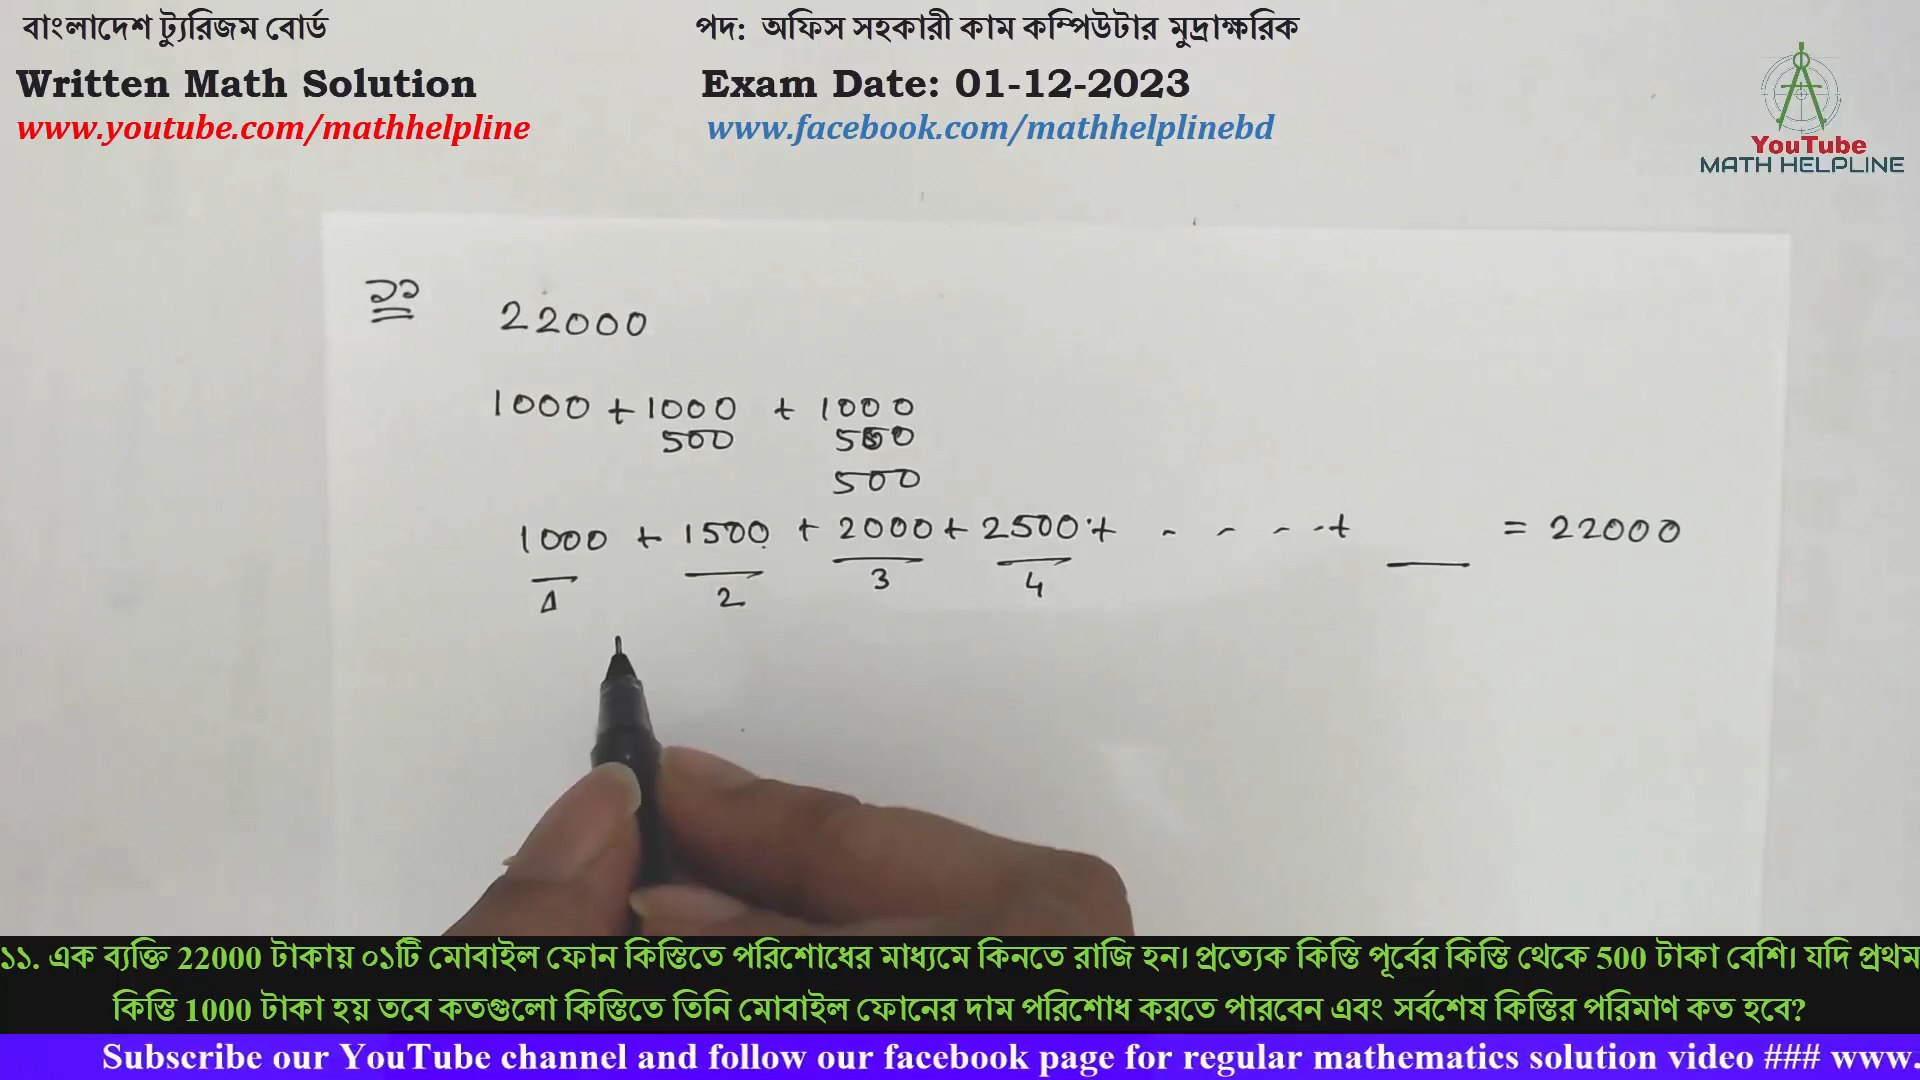 বাংলাদেশ ট্যুরিজম বোর্ড
পদ: অফিস সহকারী কাম কম্পিউটার মুদ্রাক্ষরিক
Written Math Solution
Exam Date: 01-12-2023
www.youtube.com/mathhelpline
www.facebook.com/mathhelplinebd
YouTube
MATH HELPLINE
১১
22000
1000 + 1000 + 1000
500 500
500
1000 + 1500 + 2000 + 2500 + - - - - + ___ = 22000
1 2 3 4
১১. এক ব্যক্তি 22000 টাকায় ০১টি মোবাইল ফোন কিস্তিতে পরিশোধের মাধ্যমে কিনতে রাজি হন। প্রত্যেক কিস্তি পূর্বের কিস্তি থেকে 500 টাকা বেশি। যদি প্রথম
কিস্তি 1000 টাকা হয় তবে কতগুলো কিস্তিতে তিনি মোবাইল ফোনের দাম পরিশোধ করতে পারবেন এবং সর্বশেষ কিস্তির পরিমাণ কত হবে?
Subscribe our YouTube channel and follow our facebook page for regular mathematics solution video ### www.